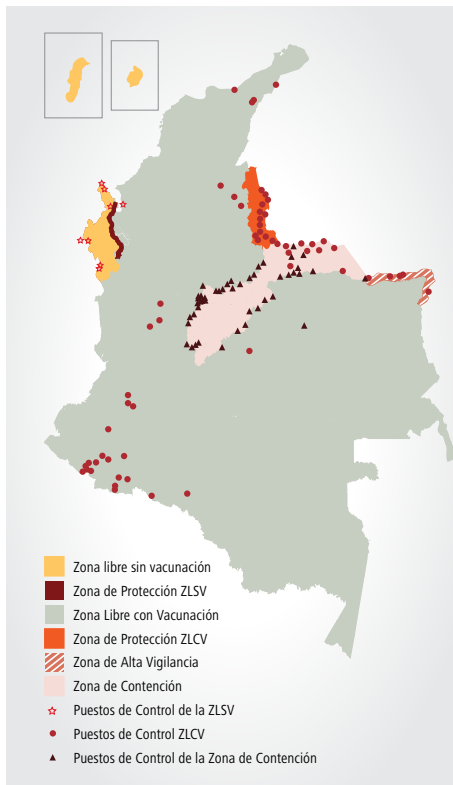 Zona libre sin vacunación
Zona de Protección ZLSV
Zona Libre con Vacunación
Zona de Protección ZLCV
Zona de Alta Vigilancia
Zona de Contención
Puestos de Control de la ZLSV
Puestos de Control ZLCV
Puestos de Control de la Zona de Contención